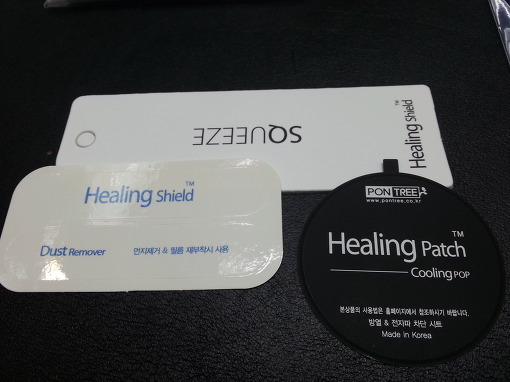 SQUEEZE
Healing Shield™
Healing Shield™
Dust Remover 먼지제거 & 필름 재부착시 사용
PONTREE
www.pontree.co.kr
Healing Patch™
Cooling POP
본상품의 사용법은 홈페이지에서 참조하시기 바랍니다.
방열 & 전자파 차단 시트
Made in Korea